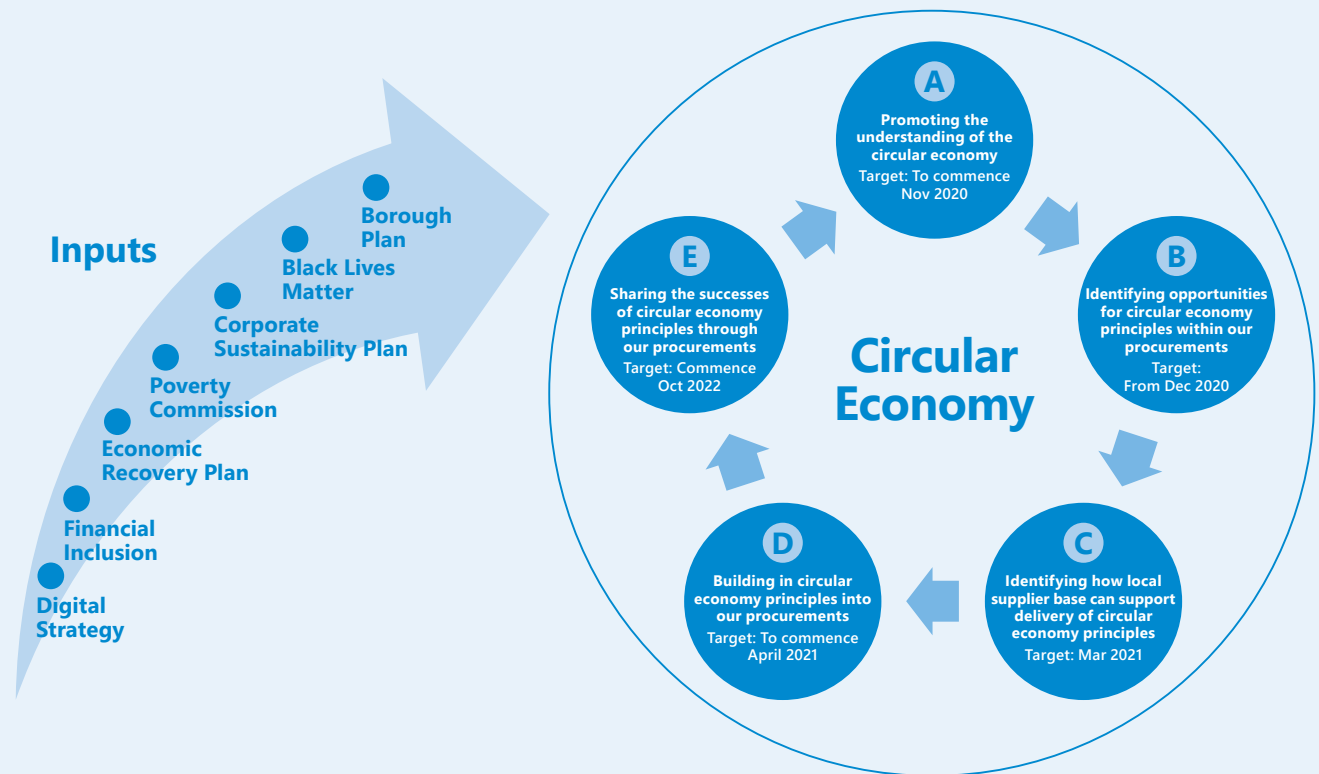 Inputs
Borough
Plan
Black Lives
Matter
Corporate
Sustainability Plan
Poverty
Commission
Economic
Recovery Plan
Financial
Inclusion
Digital
Strategy
Circular
Economy
A
Promoting the
understanding of the
circular economy
Target: To commence
Nov 2020
B
Identifying opportunities
for circular economy
principles within our
procurements
Target:
From Dec 2020
C
Identifying how local
supplier base can support
delivery of circular
economy principles
Target: Mar 2021
D
Building in circular
economy principles into
our procurements
Target: To commence
April 2021
E
Sharing the successes
of circular economy
principles through
our procurements
Target: Commence
Oct 2022